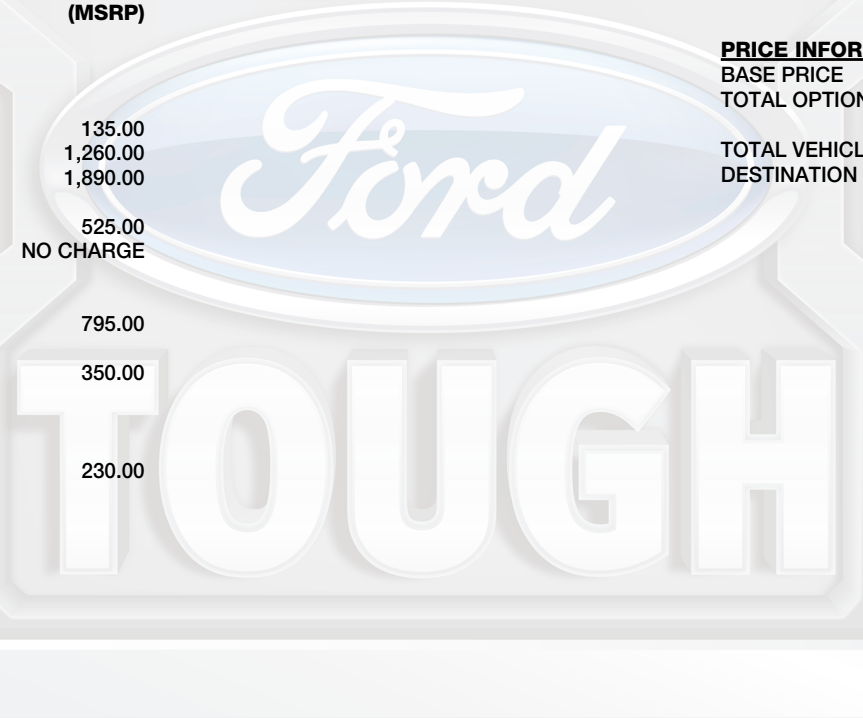 (MSRP)
135.00
1,260.00
1,890.00
525.00
NO CHARGE
795.00
350.00
230.00
PRICE INFOR
BASE PRICE
TOTAL OPTION
TOTAL VEHICL
DESTINATION
Ford
TOUGH